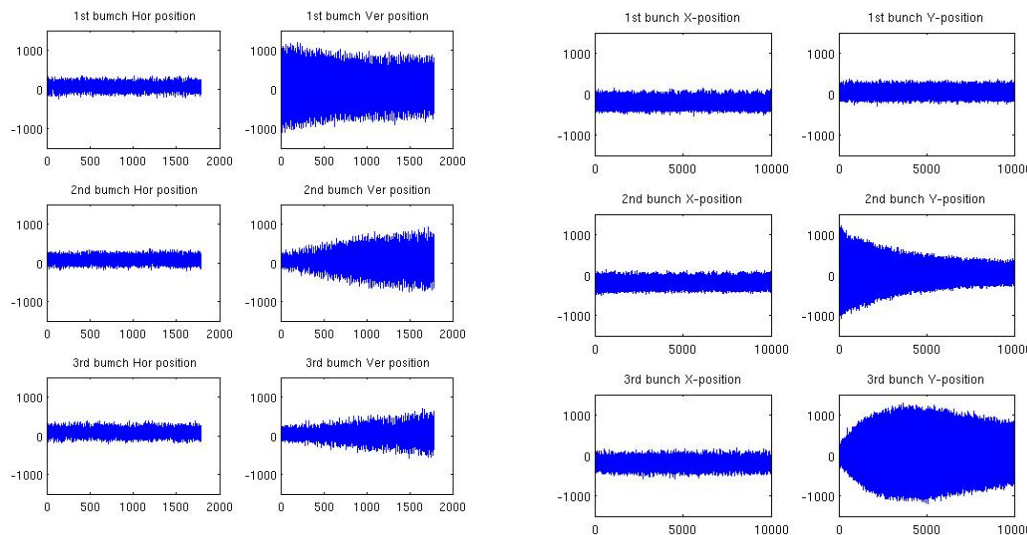 1st bumch Hor position
1000
0
-1000
0 500 1000 1500 2000
1st bumch Ver position
1000
0
-1000
0 500 1000 1500 2000
1st bunch X-position
1000
0
-1000
0 5000 10000
1st bunch Y-position
1000
0
-1000
0 5000 10000
2nd bumch Hor position
1000
0
-1000
0 500 1000 1500 2000
2nd bumch Ver position
1000
0
-1000
0 500 1000 1500 2000
2nd bunch X-position
1000
0
-1000
0 5000 10000
2nd bunch Y-position
1000
0
-1000
0 5000 10000
3rd bumch Hor position
1000
0
-1000
0 500 1000 1500 2000
3rd bumch Ver position
1000
0
-1000
0 500 1000 1500 2000
3rd bunch X-position
1000
0
-1000
0 5000 10000
3rd bunch Y-position
1000
0
-1000
0 5000 10000